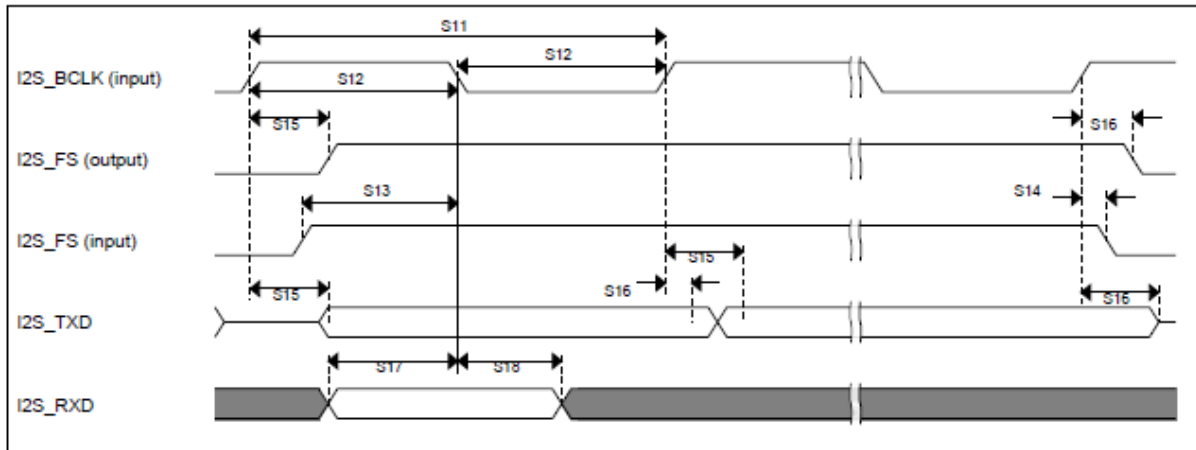 S11
I2S_BCLK (input)
S12
S12
S15
S16
I2S_FS (output)
S13
S14
I2S_FS (input)
S15
S15
S16
S16
I2S_TXD
S17
S18
I2S_RXD